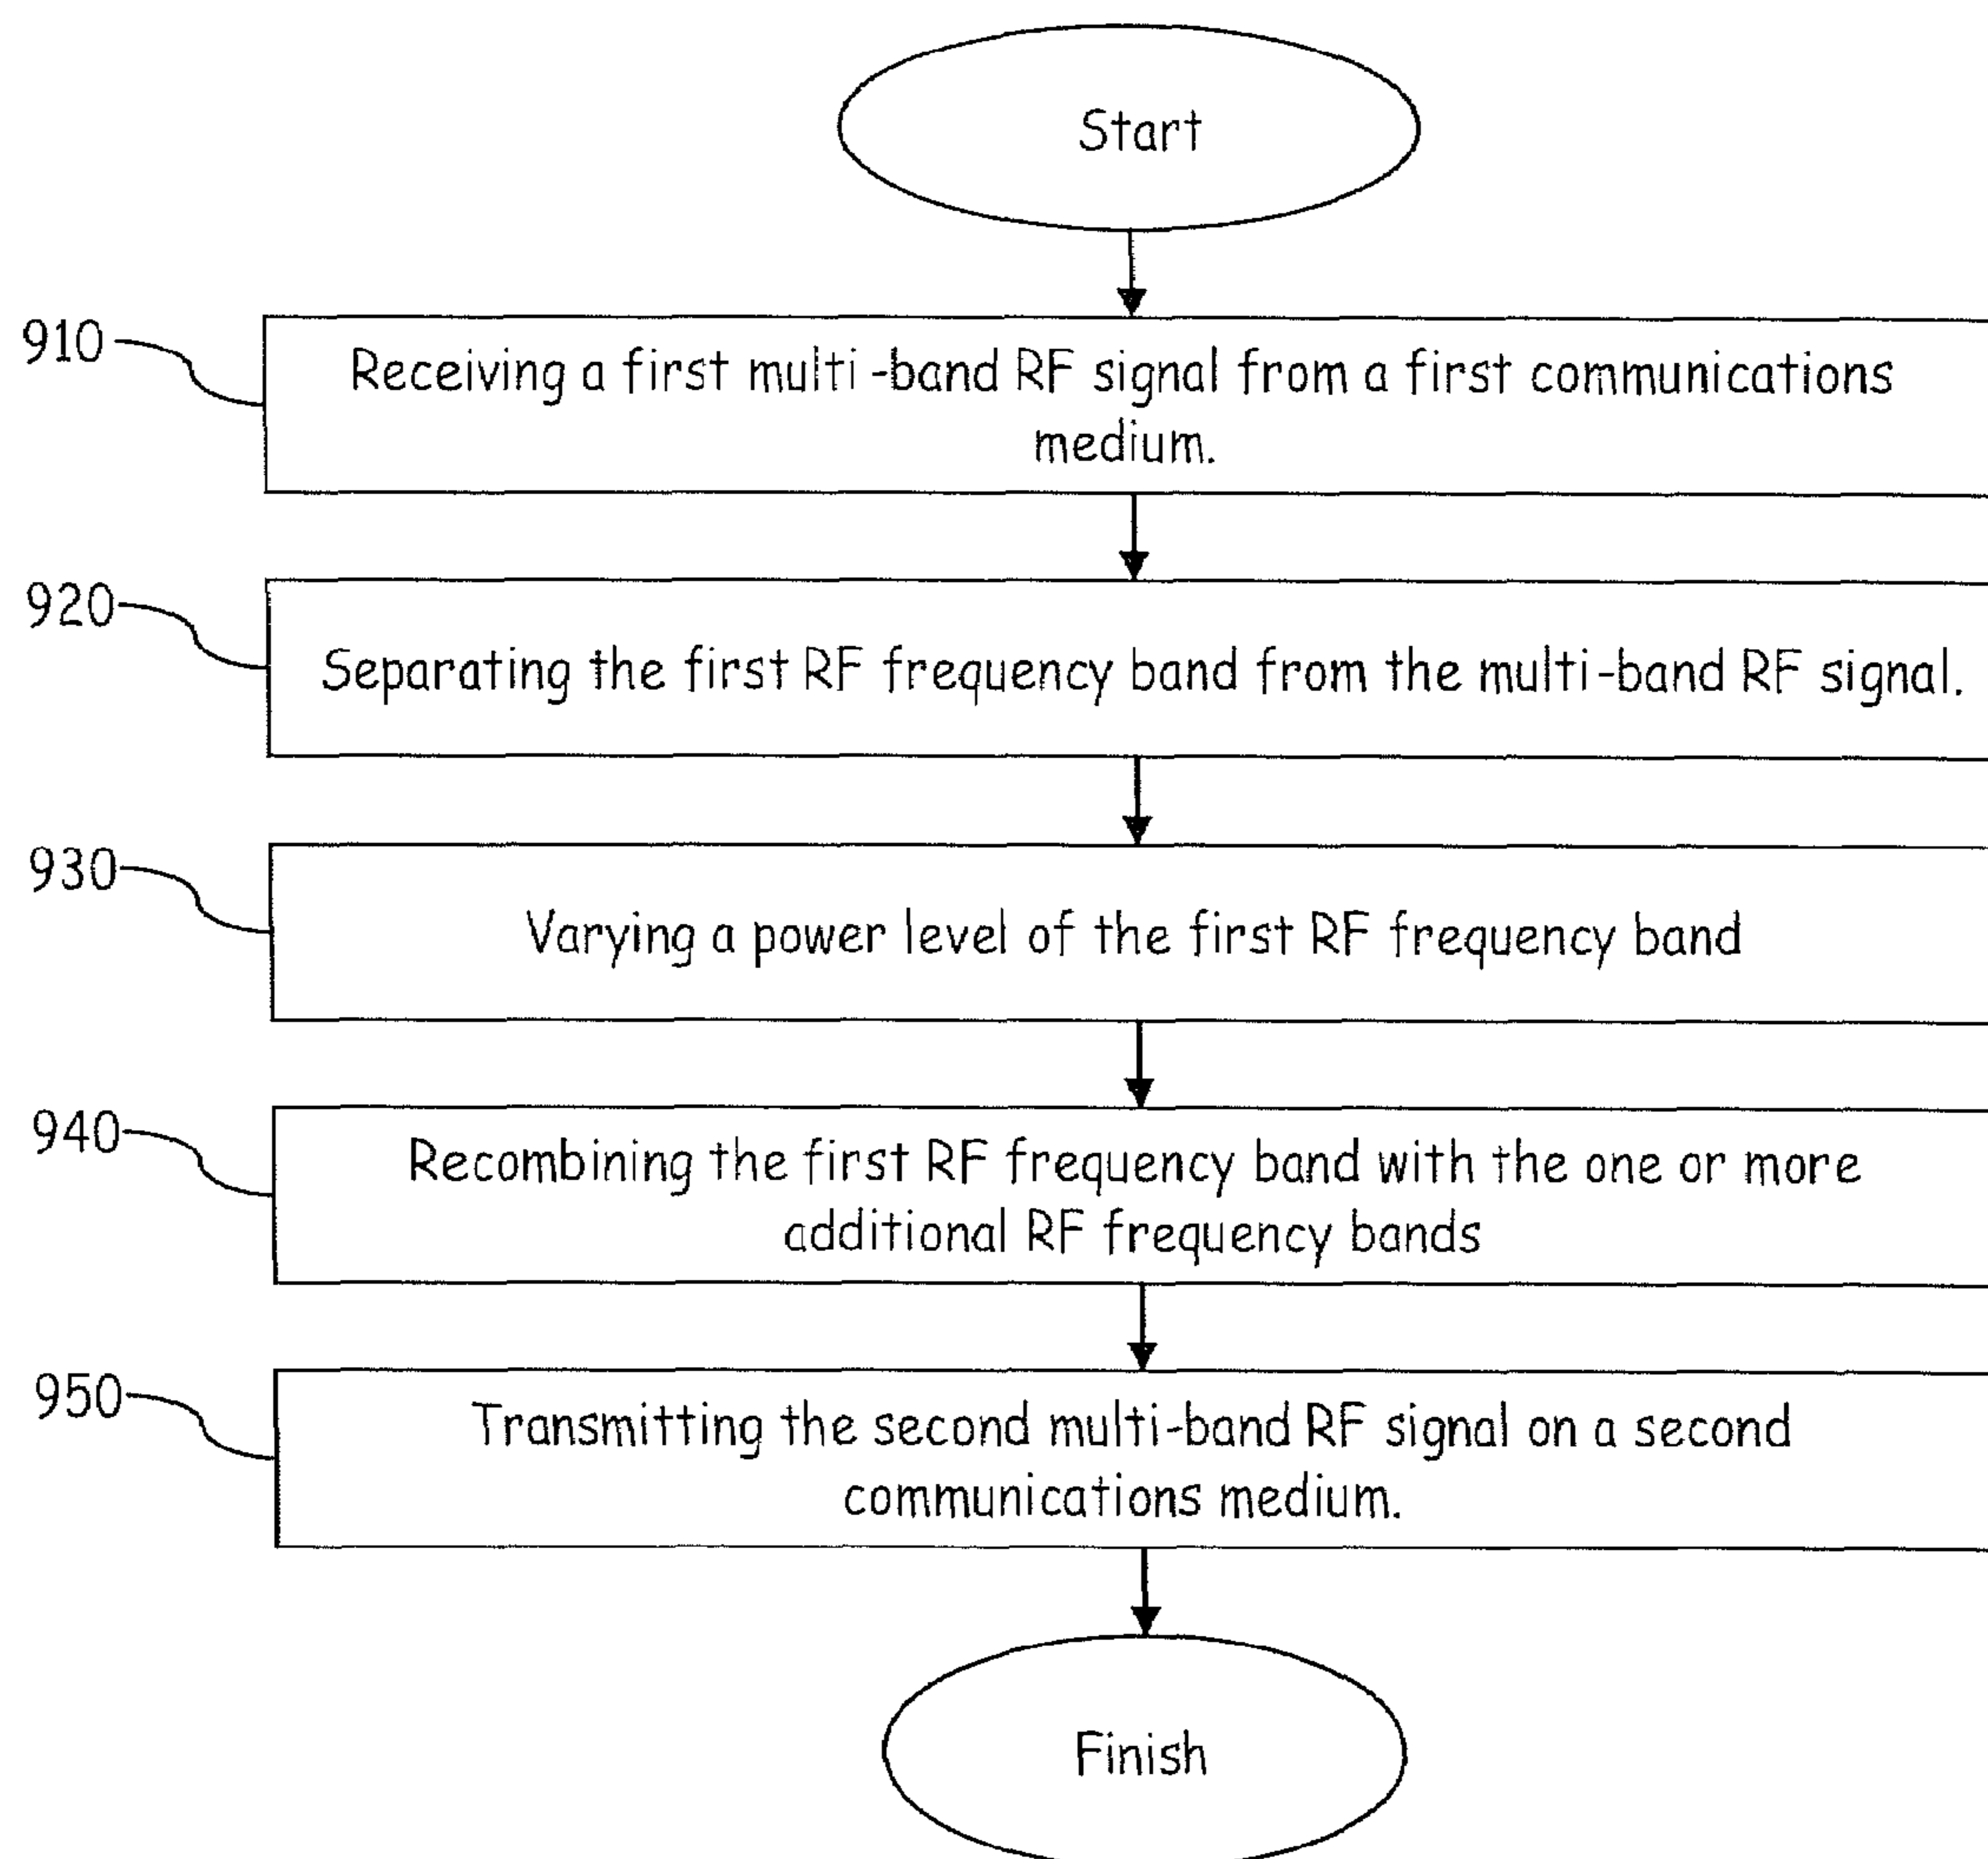 Start
910
Receiving a first multi-band RF signal from a first communications
medium.
920
Separating the first RF frequency band from the multi-band RF signal.
930
Varying a power level of the first RF frequency band
940
Recombining the first RF frequency band with the one or more
additional RF frequency bands
950
Transmitting the second multi-band RF signal on a second
communications medium.
Finish